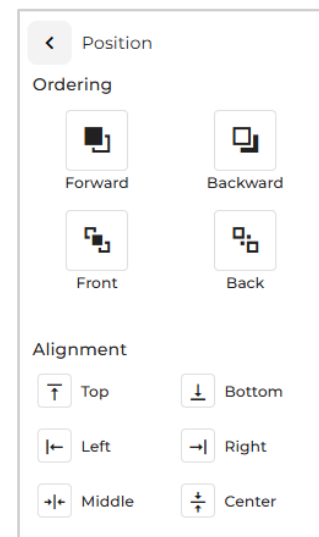 Position
Ordering
Forward Backward
Front Back
Alignment
Top Bottom
Left Right
Middle Center